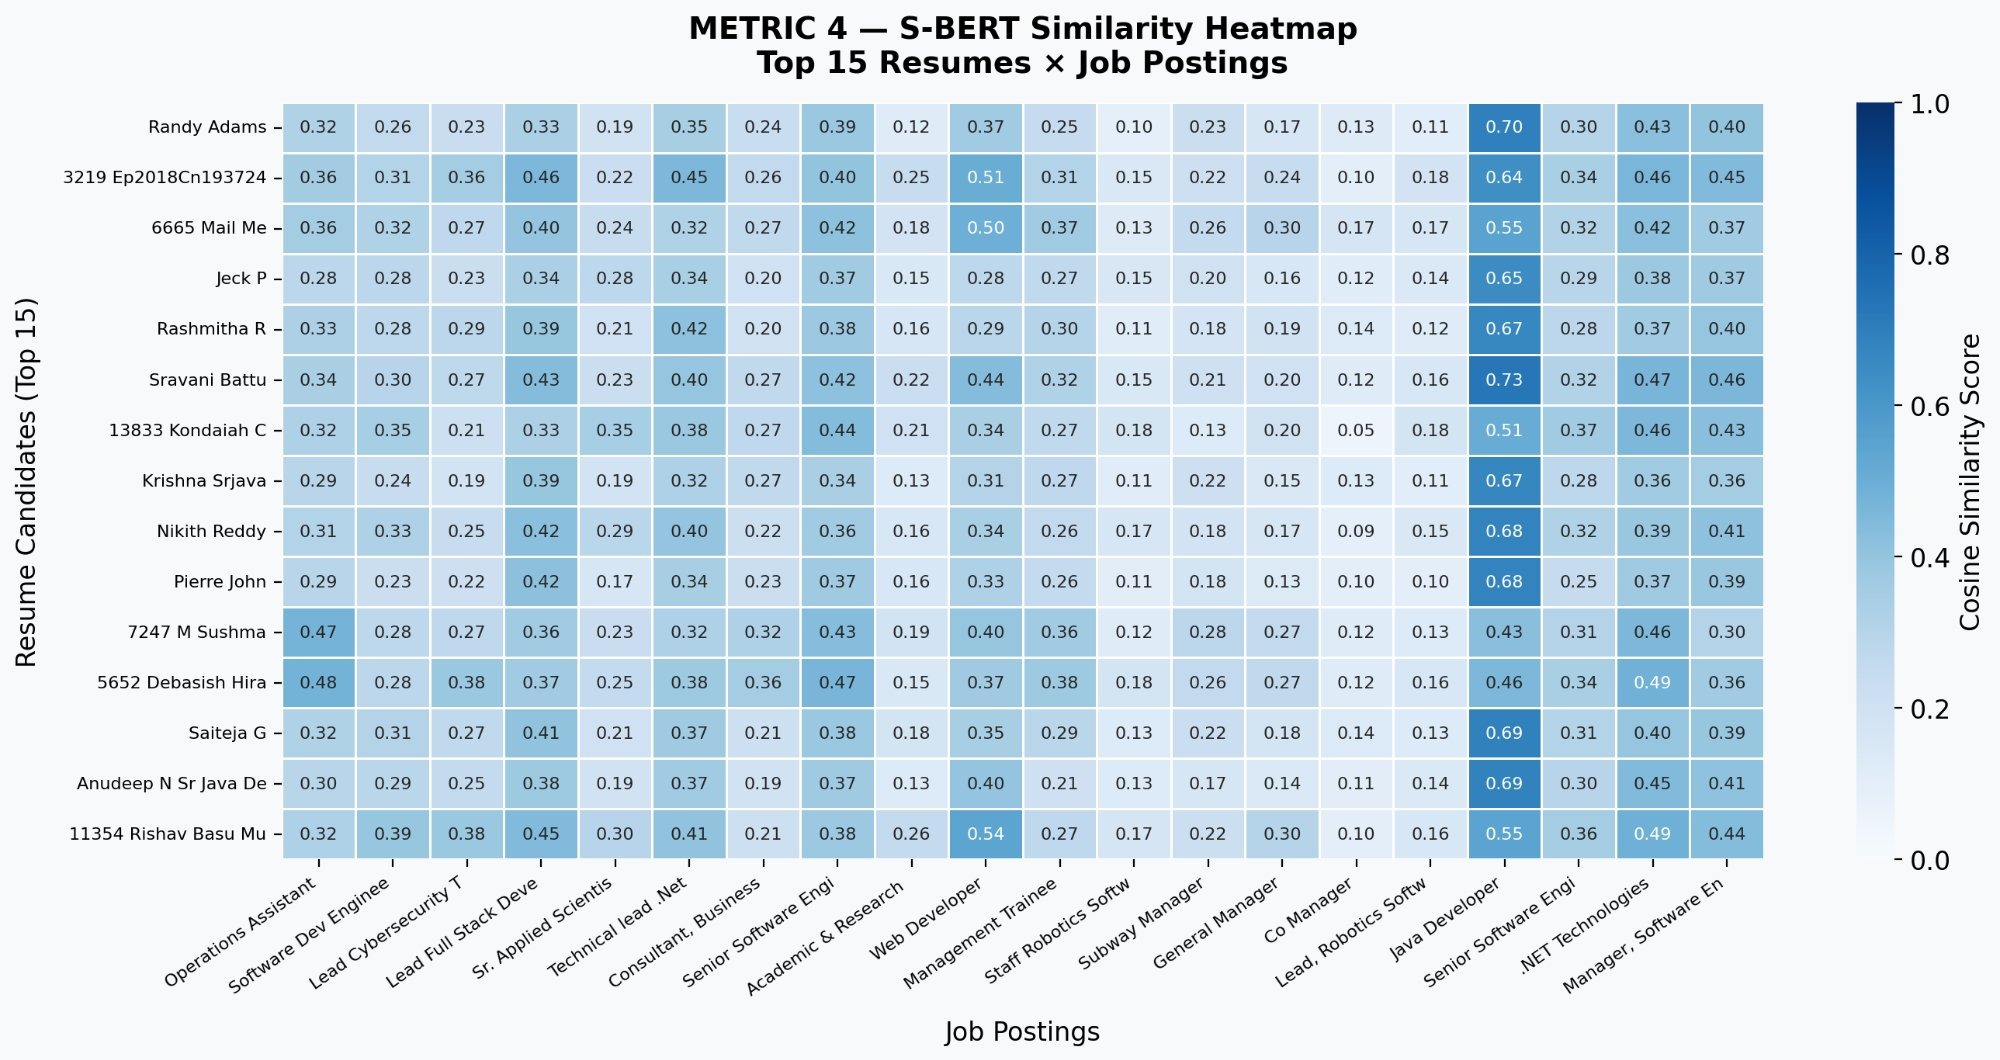 METRIC 4 — S-BERT Similarity Heatmap
Top 15 Resumes × Job Postings
Resume Candidates (Top 15)
Randy Adams 0.32 0.26 0.23 0.33 0.19 0.35 0.24 0.39 0.12 0.37 0.25 0.10 0.23 0.17 0.13 0.11 0.70 0.30 0.43 0.40
3219 Ep2018Cn193724 0.36 0.31 0.36 0.46 0.22 0.45 0.26 0.40 0.25 0.51 0.31 0.15 0.22 0.24 0.10 0.18 0.64 0.34 0.46 0.45
6665 Mail Me 0.36 0.32 0.27 0.40 0.24 0.32 0.27 0.42 0.18 0.50 0.37 0.13 0.26 0.30 0.17 0.17 0.55 0.32 0.42 0.37
Jeck P 0.28 0.28 0.23 0.34 0.28 0.34 0.20 0.37 0.15 0.28 0.27 0.15 0.20 0.16 0.12 0.14 0.65 0.29 0.38 0.37
Rashmitha R 0.33 0.28 0.29 0.39 0.21 0.42 0.20 0.38 0.16 0.29 0.30 0.11 0.18 0.19 0.14 0.12 0.67 0.28 0.37 0.40
Sravani Battu 0.34 0.30 0.27 0.43 0.23 0.40 0.27 0.42 0.22 0.44 0.32 0.15 0.21 0.20 0.12 0.16 0.73 0.32 0.47 0.46
13833 Kondaiah C 0.32 0.35 0.21 0.33 0.35 0.38 0.27 0.44 0.21 0.34 0.27 0.18 0.13 0.20 0.05 0.18 0.51 0.37 0.46 0.43
Krishna Srjava 0.29 0.24 0.19 0.39 0.19 0.32 0.27 0.34 0.13 0.31 0.27 0.11 0.22 0.15 0.13 0.11 0.67 0.28 0.36 0.36
Nikith Reddy 0.31 0.33 0.25 0.42 0.29 0.40 0.22 0.36 0.16 0.34 0.26 0.17 0.18 0.17 0.09 0.15 0.68 0.32 0.39 0.41
Pierre John 0.29 0.23 0.22 0.42 0.17 0.34 0.23 0.37 0.16 0.33 0.26 0.11 0.18 0.13 0.10 0.10 0.68 0.25 0.37 0.39
7247 M Sushma 0.47 0.28 0.27 0.36 0.23 0.32 0.32 0.43 0.19 0.40 0.36 0.12 0.28 0.27 0.12 0.13 0.43 0.31 0.46 0.30
5652 Debasish Hira 0.48 0.28 0.38 0.37 0.25 0.38 0.36 0.47 0.15 0.37 0.38 0.18 0.26 0.27 0.12 0.16 0.46 0.34 0.49 0.36
Saiteja G 0.32 0.31 0.27 0.41 0.21 0.37 0.21 0.38 0.18 0.35 0.29 0.13 0.22 0.18 0.14 0.13 0.69 0.31 0.40 0.39
Anudeep N Sr Java De 0.30 0.29 0.25 0.38 0.19 0.37 0.19 0.37 0.13 0.40 0.21 0.13 0.17 0.14 0.11 0.14 0.69 0.30 0.45 0.41
11354 Rishav Basu Mu 0.32 0.39 0.38 0.45 0.30 0.41 0.21 0.38 0.26 0.54 0.27 0.17 0.22 0.30 0.10 0.16 0.55 0.36 0.49 0.44
Operations Assistant
Software Dev Enginee
Lead Cybersecurity T
Lead Full Stack Deve
Sr. Applied Scientis
Technical lead .Net
Consultant, Business
Senior Software Engi
Academic & Research
Web Developer
Management Trainee
Staff Robotics Softw
Subway Manager
General Manager
Co Manager
Lead, Robotics Softw
Java Developer
Senior Software Engi
.NET Technologies
Manager, Software En
Job Postings
1.0
0.8
0.6
0.4
0.2
0.0
Cosine Similarity Score